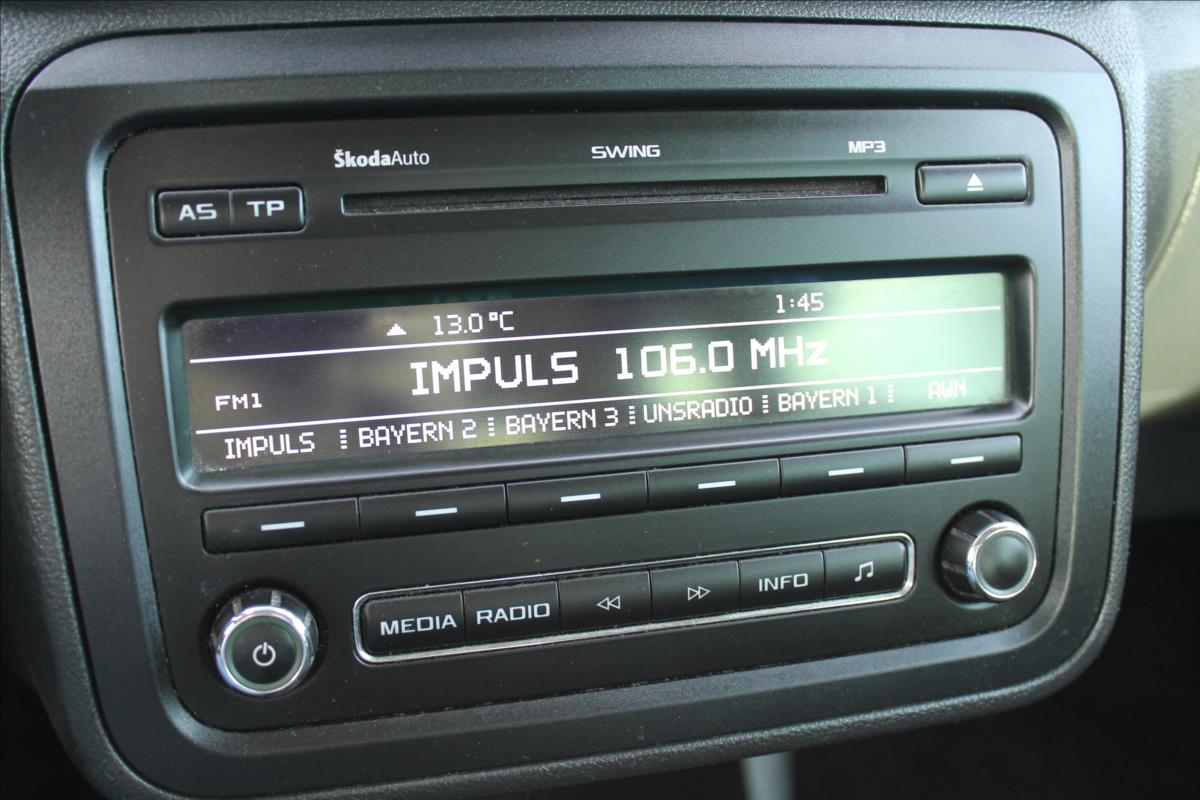 ŠkodaAuto SWING MP3
AS TP
13.0°C 1:45
FM1 IMPULS 106.0 MHz
IMPULS BAYERN 2 BAYERN 3 UNSRADIO BAYERN 1 AWN
MEDIA RADIO INFO